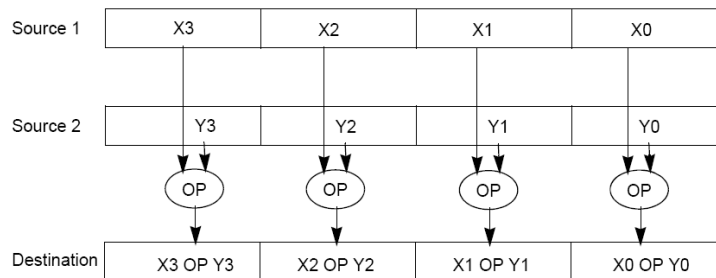 Source 1 X3 X2 X1 X0
Source 2 Y3 Y2 Y1 Y0
OP OP OP OP
Destination X3 OP Y3 X2 OP Y2 X1 OP Y1 X0 OP Y0